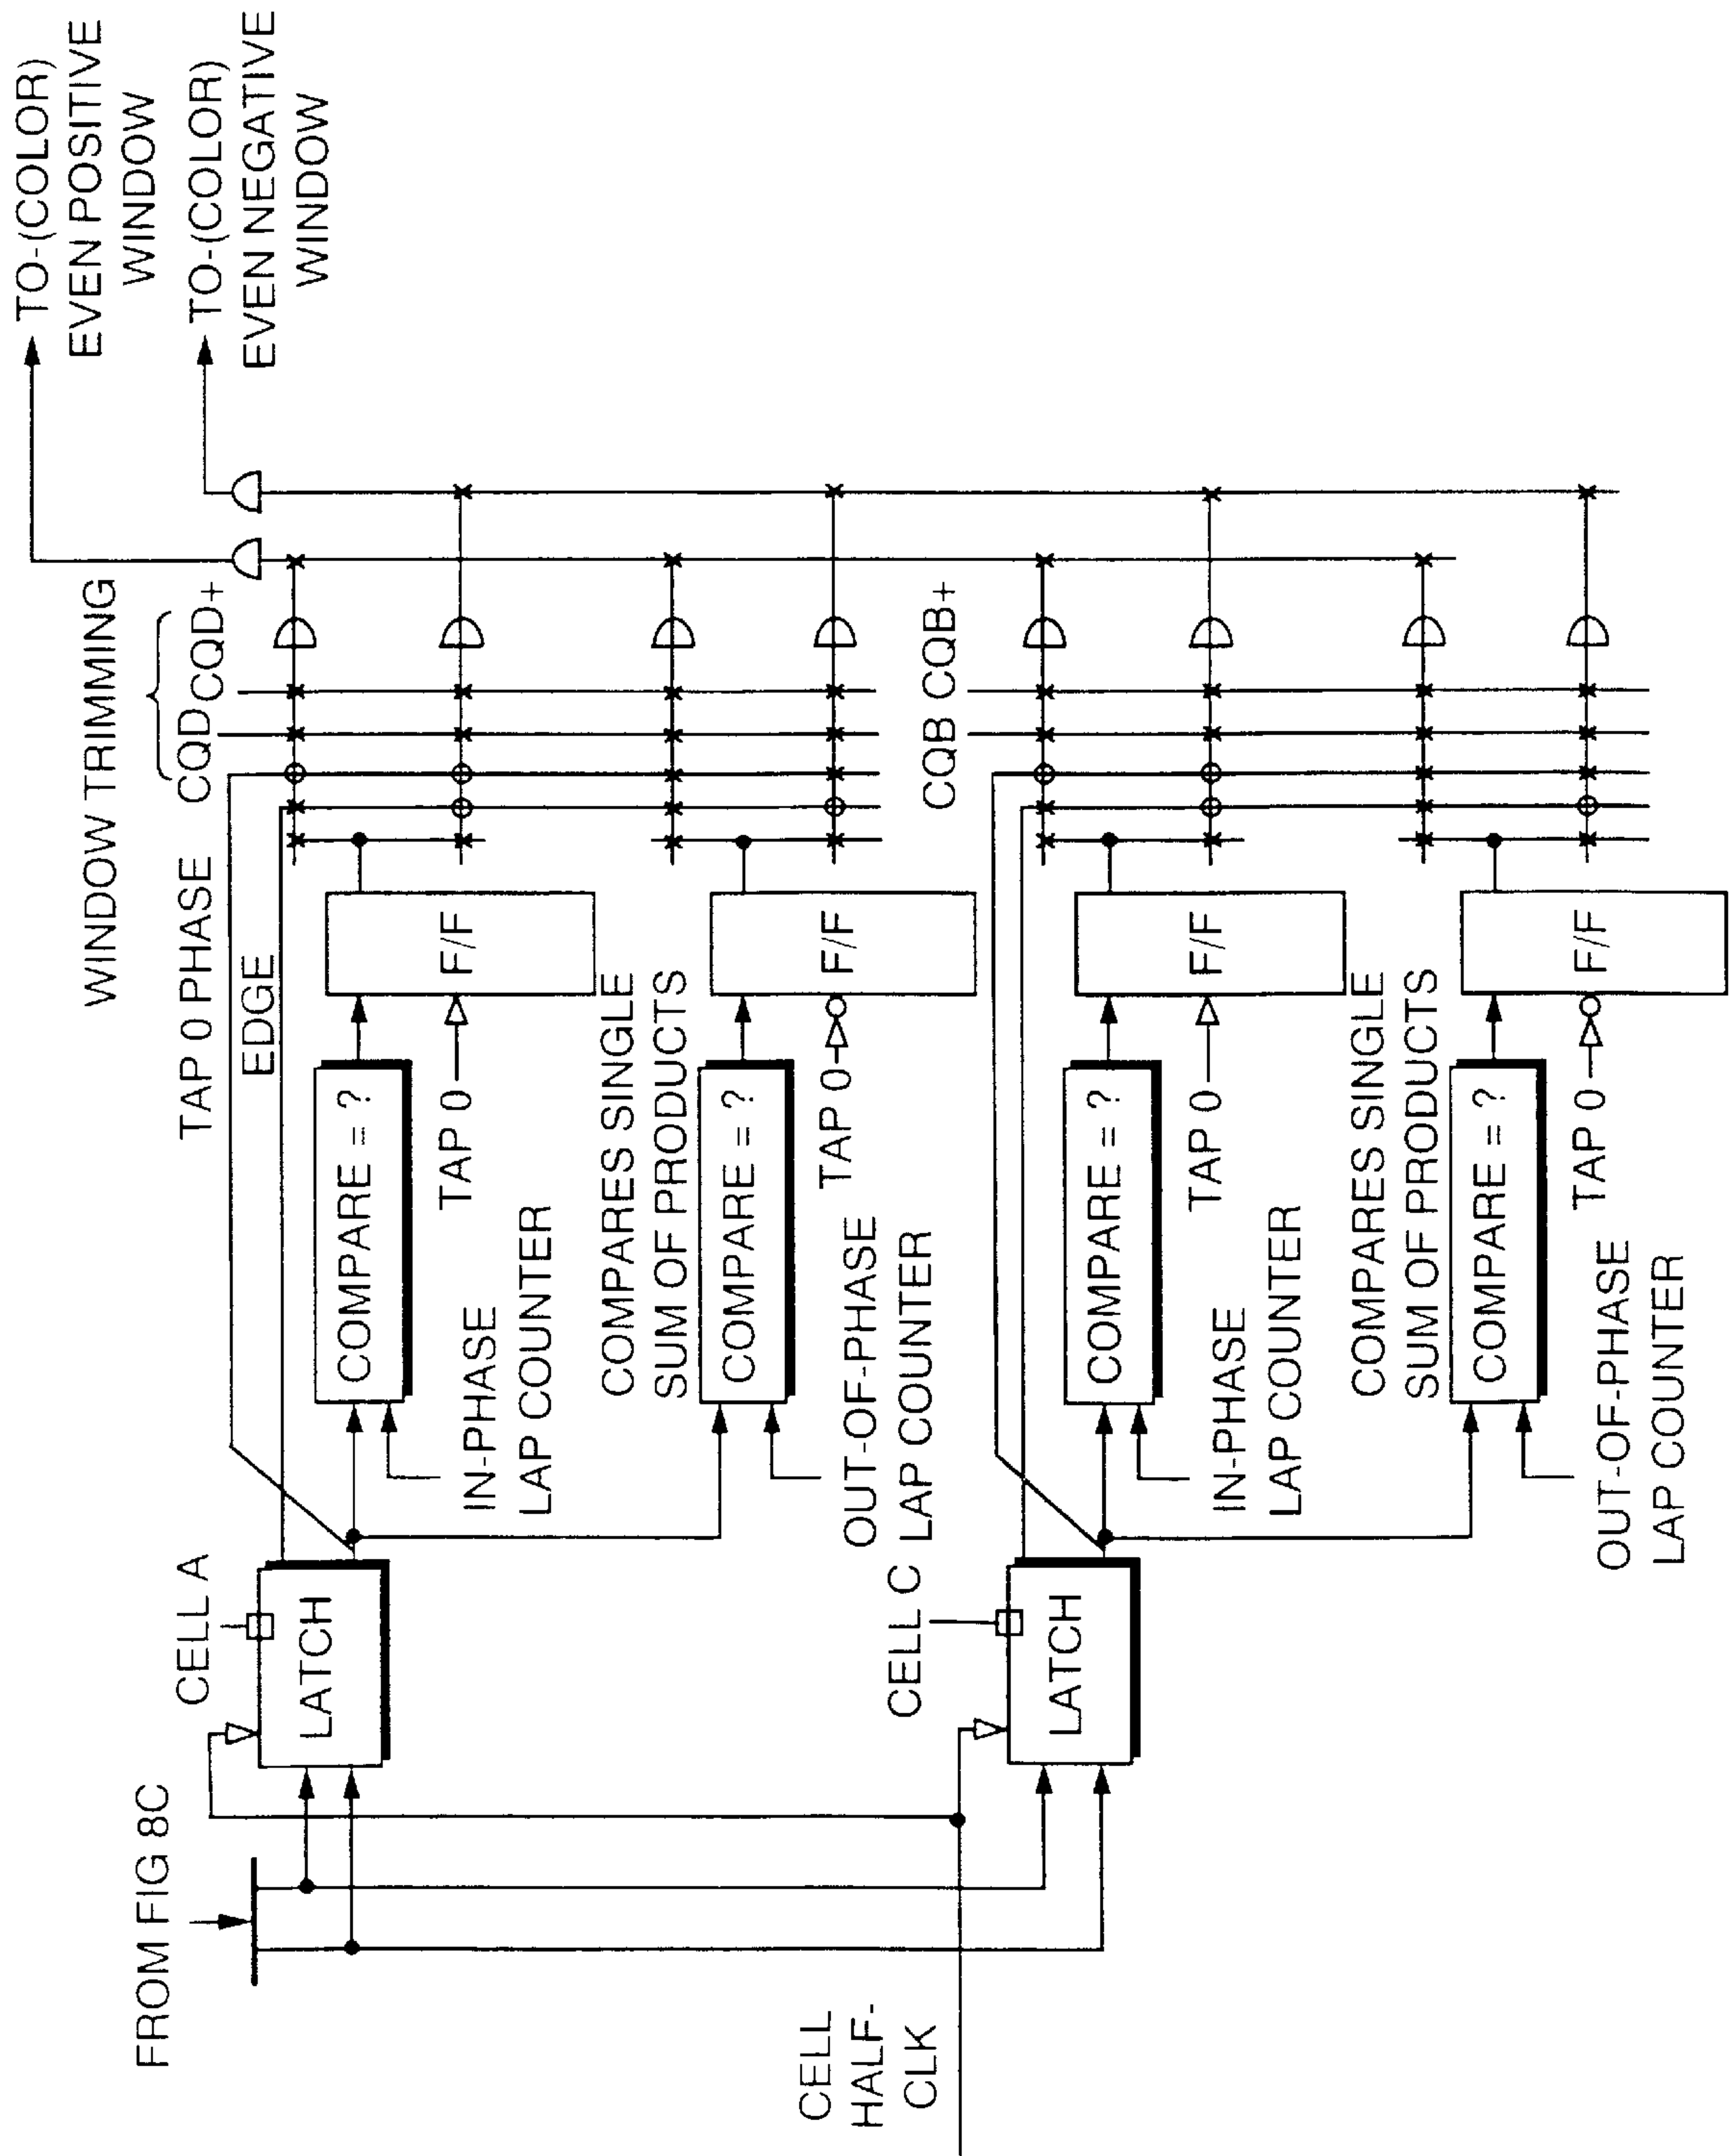 FROM FIG 8C
CELL
HALF-
CLK
CELL A
LATCH
CELL C
LATCH
WINDOW TRIMMING
TAP 0 PHASE
EDGE
CQD
CQD+
COMPARE = ?
F/F
TAP 0
IN-PHASE
LAP COUNTER
COMPARES SINGLE
SUM OF PRODUCTS
COMPARE = ?
F/F
TAP 0
OUT-OF-PHASE
LAP COUNTER
CQB
CQB+
COMPARE = ?
F/F
TAP 0
IN-PHASE
LAP COUNTER
COMPARES SINGLE
SUM OF PRODUCTS
COMPARE = ?
F/F
TAP 0
OUT-OF-PHASE
LAP COUNTER
TO-(COLOR)
EVEN POSITIVE
WINDOW
TO-(COLOR)
EVEN NEGATIVE
WINDOW